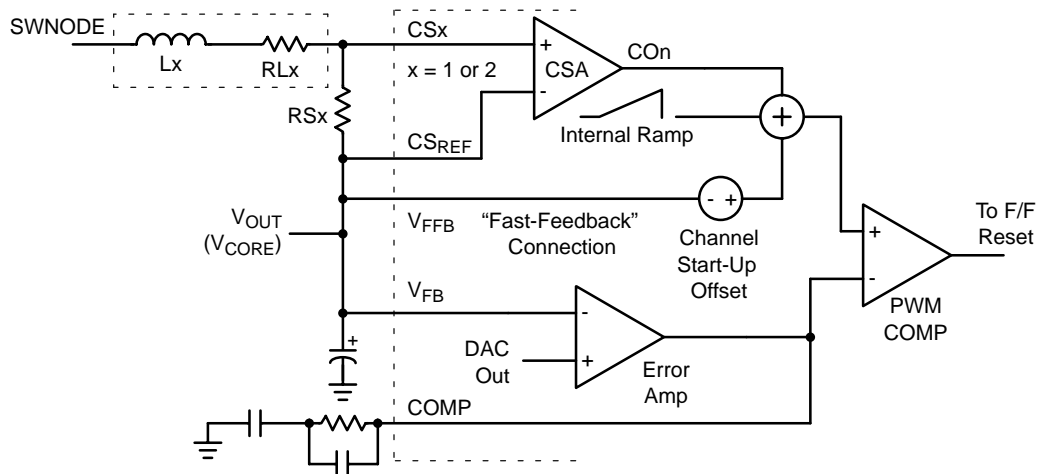 SWNODE
Lx
RLx
RSx
CSx
x = 1 or 2
CSREF
+
CSA
-
COn
Internal Ramp
+
VOUT
(VCORE)
VFFB
“Fast-Feedback”
Connection
- +
Channel
Start-Up
Offset
+
-
PWM
COMP
To F/F
Reset
VFB
-
+
DAC
Out
Error
Amp
+
COMP